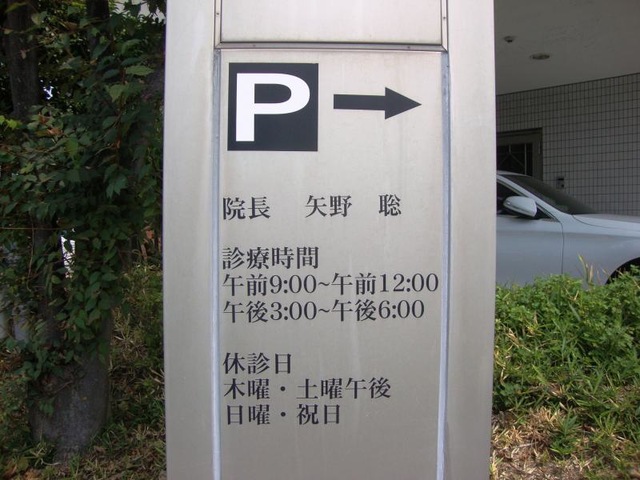 P
院長 矢野 聡
診療時間
午前9:00~午前12:00
午後3:00~午後6:00
休診日
木曜・土曜午後
日曜・祝日